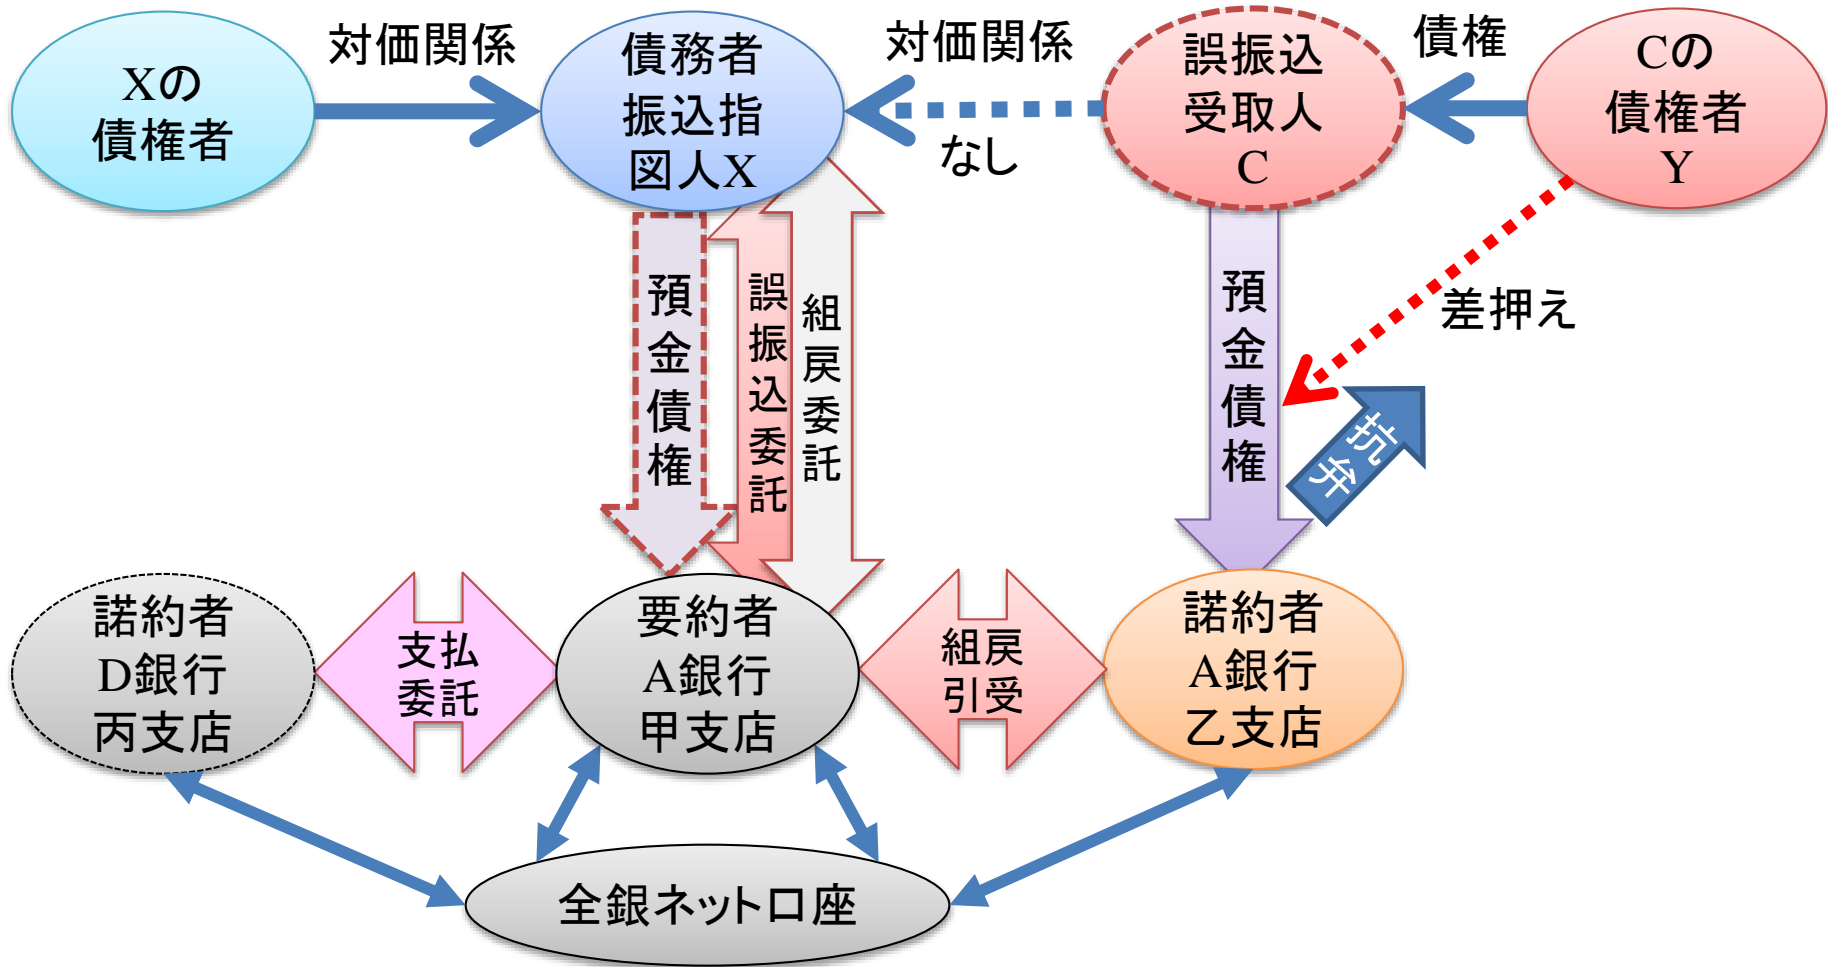 Xの
債権者
対価関係
債務者
振込指
図人X
対価関係
なし
誤振込
受取人
C
債権
Cの
債権者
Y
預金債権
誤振込委託
組戻委託
預金債権
差押え
抗弁
諾約者
D銀行
丙支店
支払
委託
要約者
A銀行
甲支店
組戻
引受
諾約者
A銀行
乙支店
全銀ネット口座